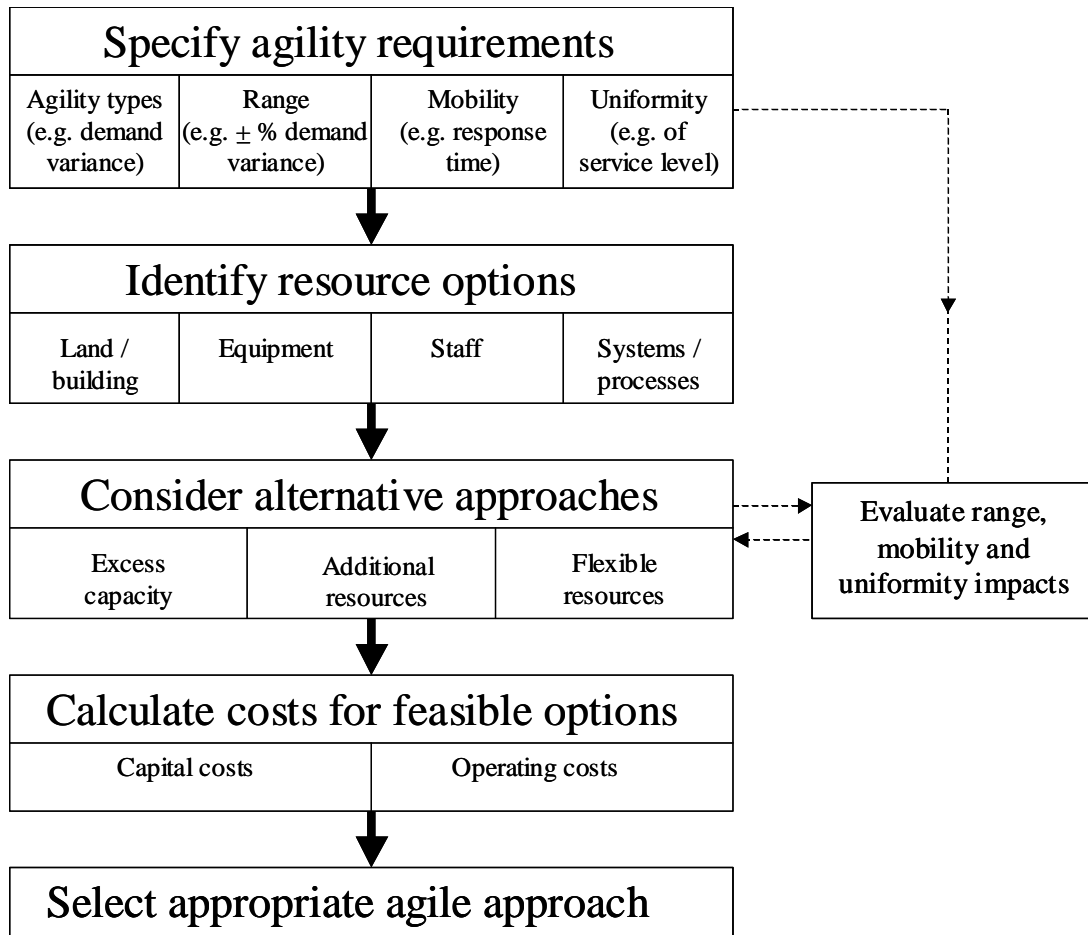 Specify agility requirements
Agility types
(e.g. demand
variance)
Range
(e.g. ± % demand
variance)
Mobility
(e.g. response
time)
Uniformity
(e.g. of
service level)
Identify resource options
Land /
building
Equipment
Staff
Systems /
processes
Consider alternative approaches
Excess
capacity
Additional
resources
Flexible
resources
Evaluate range,
mobility and
uniformity impacts
Calculate costs for feasible options
Capital costs
Operating costs
Select appropriate agile approach